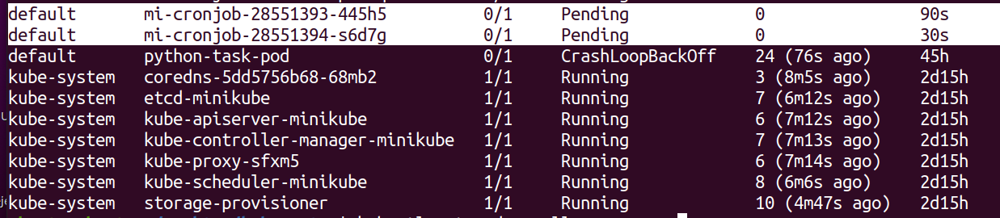 default mi-cronjob-28551393-445h5 0/1 Pending 0 90s
default mi-cronjob-28551394-s6d7g 0/1 Pending 0 30s
default python-task-pod 0/1 CrashLoopBackOff 24 (76s ago) 45h
kube-system coredns-5dd5756b68-68mb2 1/1 Running 3 (8m5s ago) 2d15h
kube-system etcd-minikube 1/1 Running 7 (6m12s ago) 2d15h
kube-system kube-apiserver-minikube 1/1 Running 6 (7m12s ago) 2d15h
kube-system kube-controller-manager-minikube 1/1 Running 7 (7m13s ago) 2d15h
kube-system kube-proxy-sfxm5 1/1 Running 6 (7m14s ago) 2d15h
kube-system kube-scheduler-minikube 1/1 Running 8 (6m6s ago) 2d15h
kube-system storage-provisioner 1/1 Running 10 (4m47s ago) 2d15h